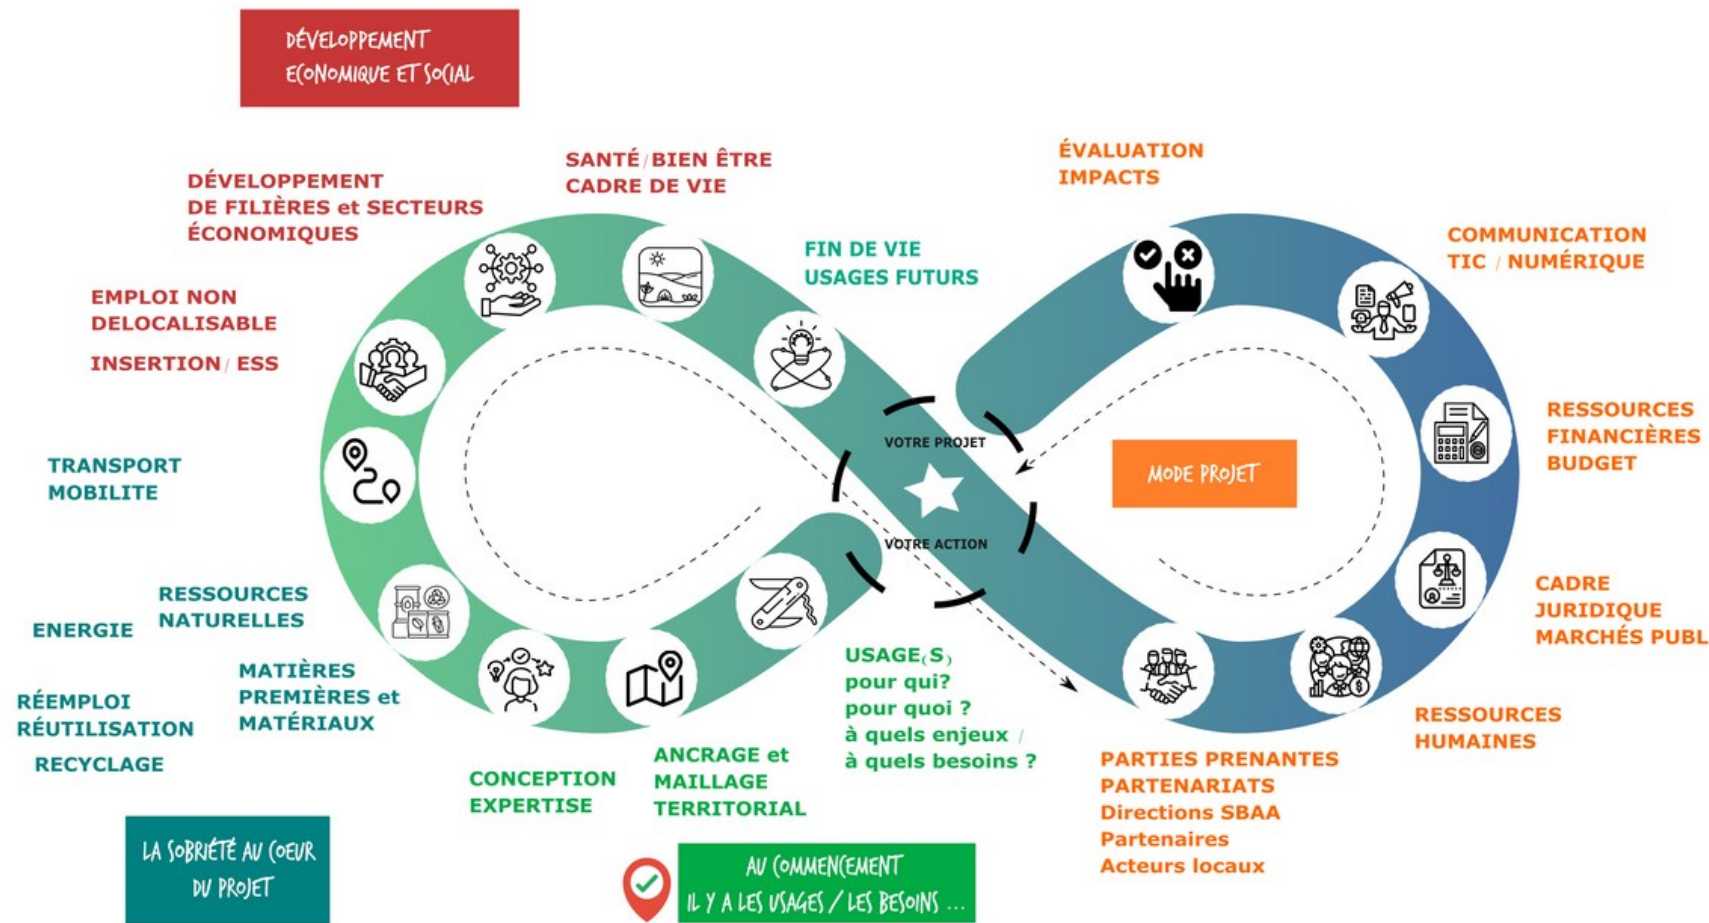 DÉVELOPPEMENT
ECONOMIQUE ET SOCIAL
SANTÉ / BIEN ÊTRE
CADRE DE VIE
ÉVALUATION
IMPACTS
DÉVELOPPEMENT
DE FILIÈRES et SECTEURS
ÉCONOMIQUES
FIN DE VIE
USAGES FUTURS
COMMUNICATION
TIC / NUMÉRIQUE
EMPLOI NON
DELOCALISABLE
INSERTION / ESS
VOTRE PROJET
VOTRE ACTION
MODE PROJET
RESSOURCES
FINANCIÈRES
BUDGET
TRANSPORT
MOBILITE
CADRE
JURIDIQUE
MARCHÉS PUBL
RESSOURCES
NATURELLES
ENERGIE
MATIÈRES
PREMIÈRES et
MATÉRIAUX
RÉEMPLOI
RÉUTILISATION
RECYCLAGE
CONCEPTION
EXPERTISE
ANCRAGE et
MAILLAGE
TERRITORIAL
USAGE(S)
pour qui?
pour quoi ?
à quels enjeux /
à quels besoins ?
RESSOURCES
HUMAINES
PARTIES PRENANTES
PARTENARIATS
Directions SBAA
Partenaires
Acteurs locaux
LA SOBRIÉTÉ AU COEUR
DU PROJET
AU COMMENCEMENT
IL Y A LES USAGES / LES BESOINS ...